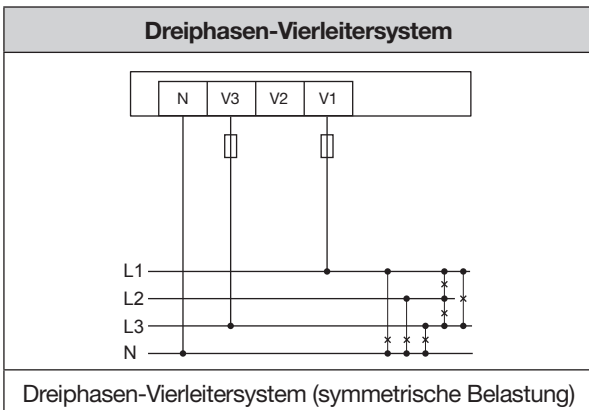 Dreiphasen-Vierleitersystem
N V3 V2 V1
L1
L2
L3
N
Dreiphasen-Vierleitersystem (symmetrische Belastung)